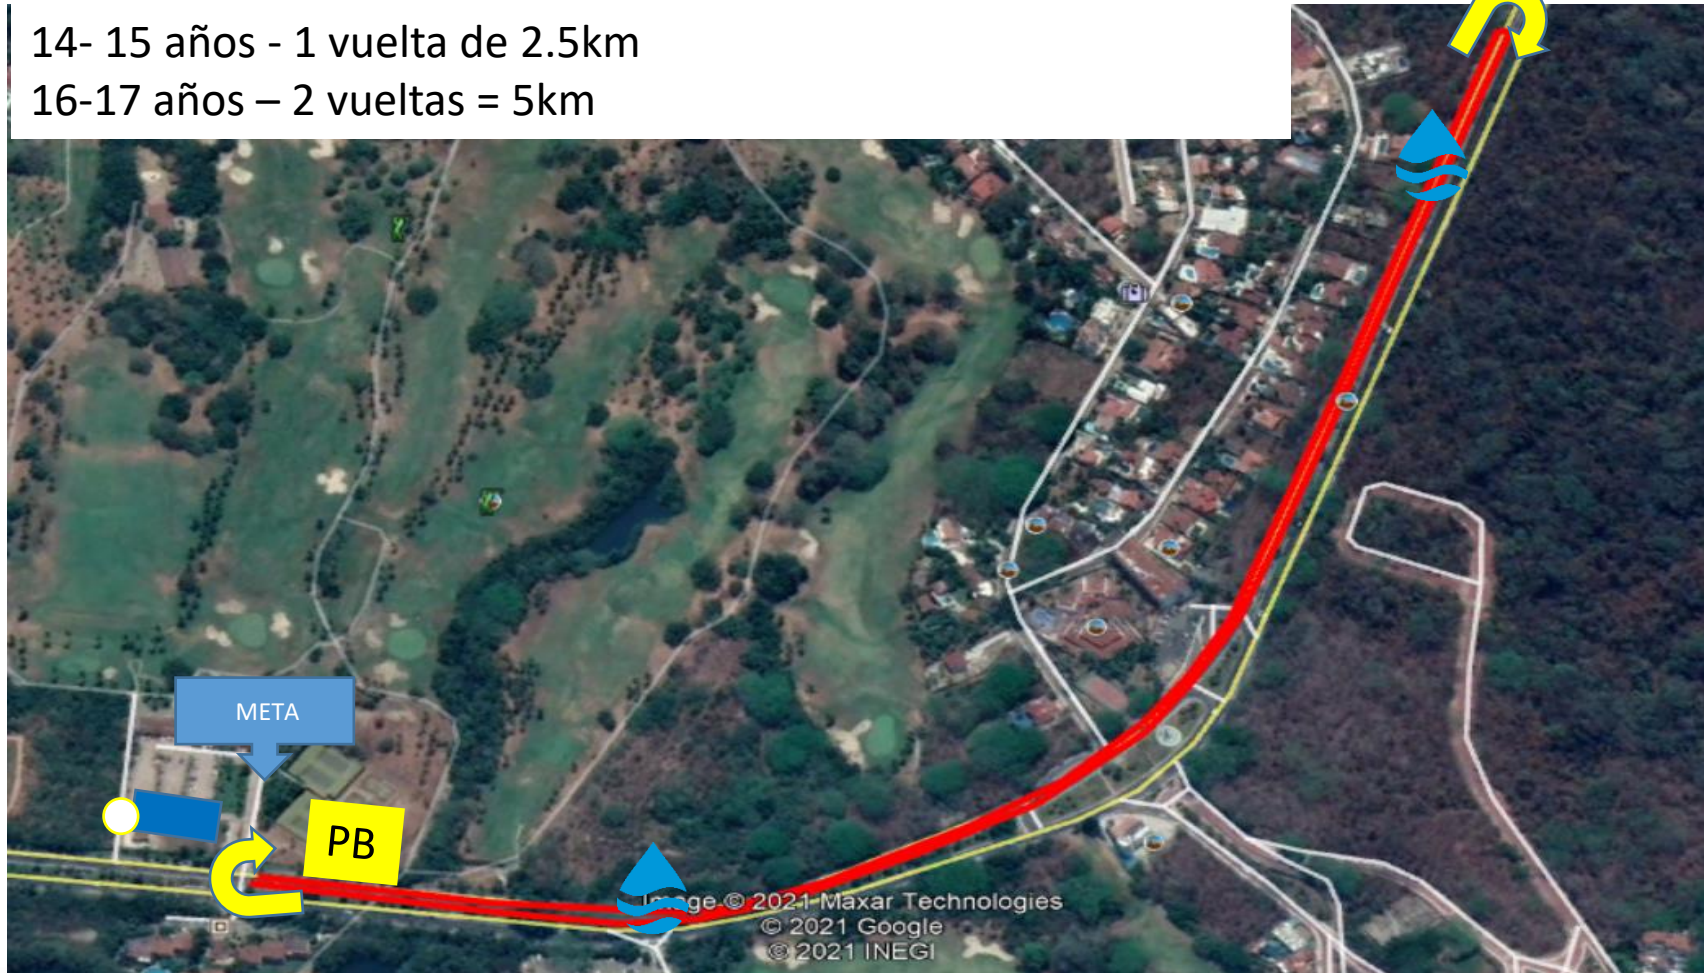 14- 15 años - 1 vuelta de 2.5km
16-17 años – 2 vueltas = 5km
META
PB
Image © 2021 Maxar Technologies
© 2021 Google
© 2021 INEGI